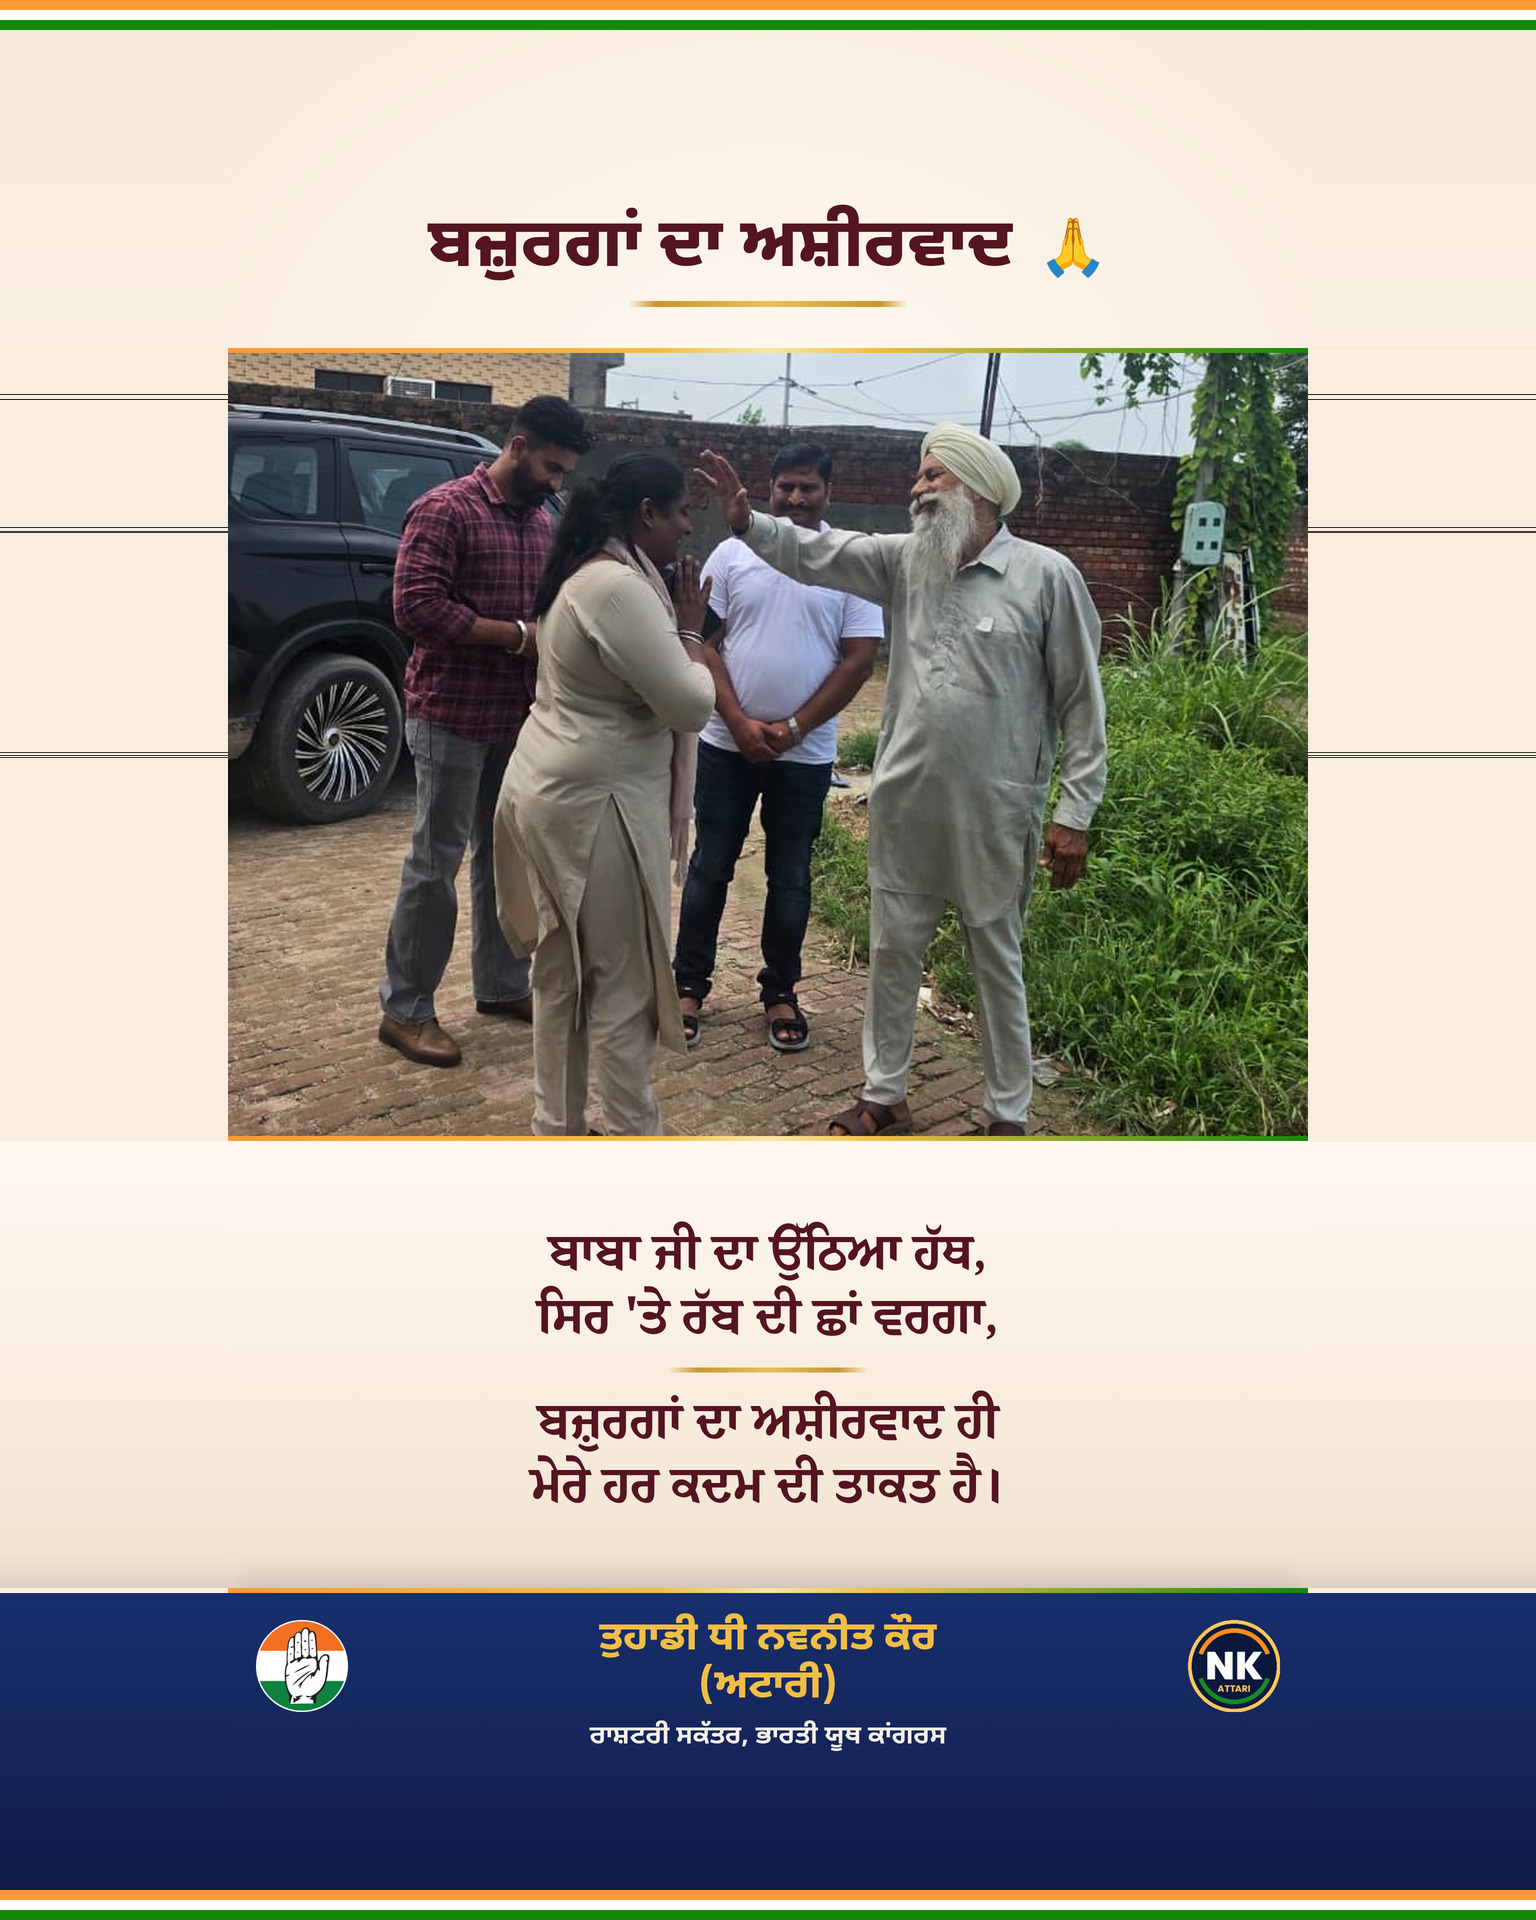 ਬਜ਼ੁਰਗਾਂ ਦਾ ਅਸ਼ੀਰਵਾਦ 🙏
ਬਾਬਾ ਜੀ ਦਾ ਉੱਠਿਆ ਹੱਥ,
ਸਿਰ 'ਤੇ ਰੱਬ ਦੀ ਛਾਂ ਵਰਗਾ,
ਬਜ਼ੁਰਗਾਂ ਦਾ ਅਸ਼ੀਰਵਾਦ ਹੀ
ਮੇਰੇ ਹਰ ਕਦਮ ਦੀ ਤਾਕਤ ਹੈ।
ਤੁਹਾਡੀ ਧੀ ਨਵਨੀਤ ਕੌਰ
(ਅਟਾਰੀ)
ਰਾਸ਼ਟਰੀ ਸਕੱਤਰ, ਭਾਰਤੀ ਯੂਥ ਕਾਂਗਰਸ
NK
ATTARI